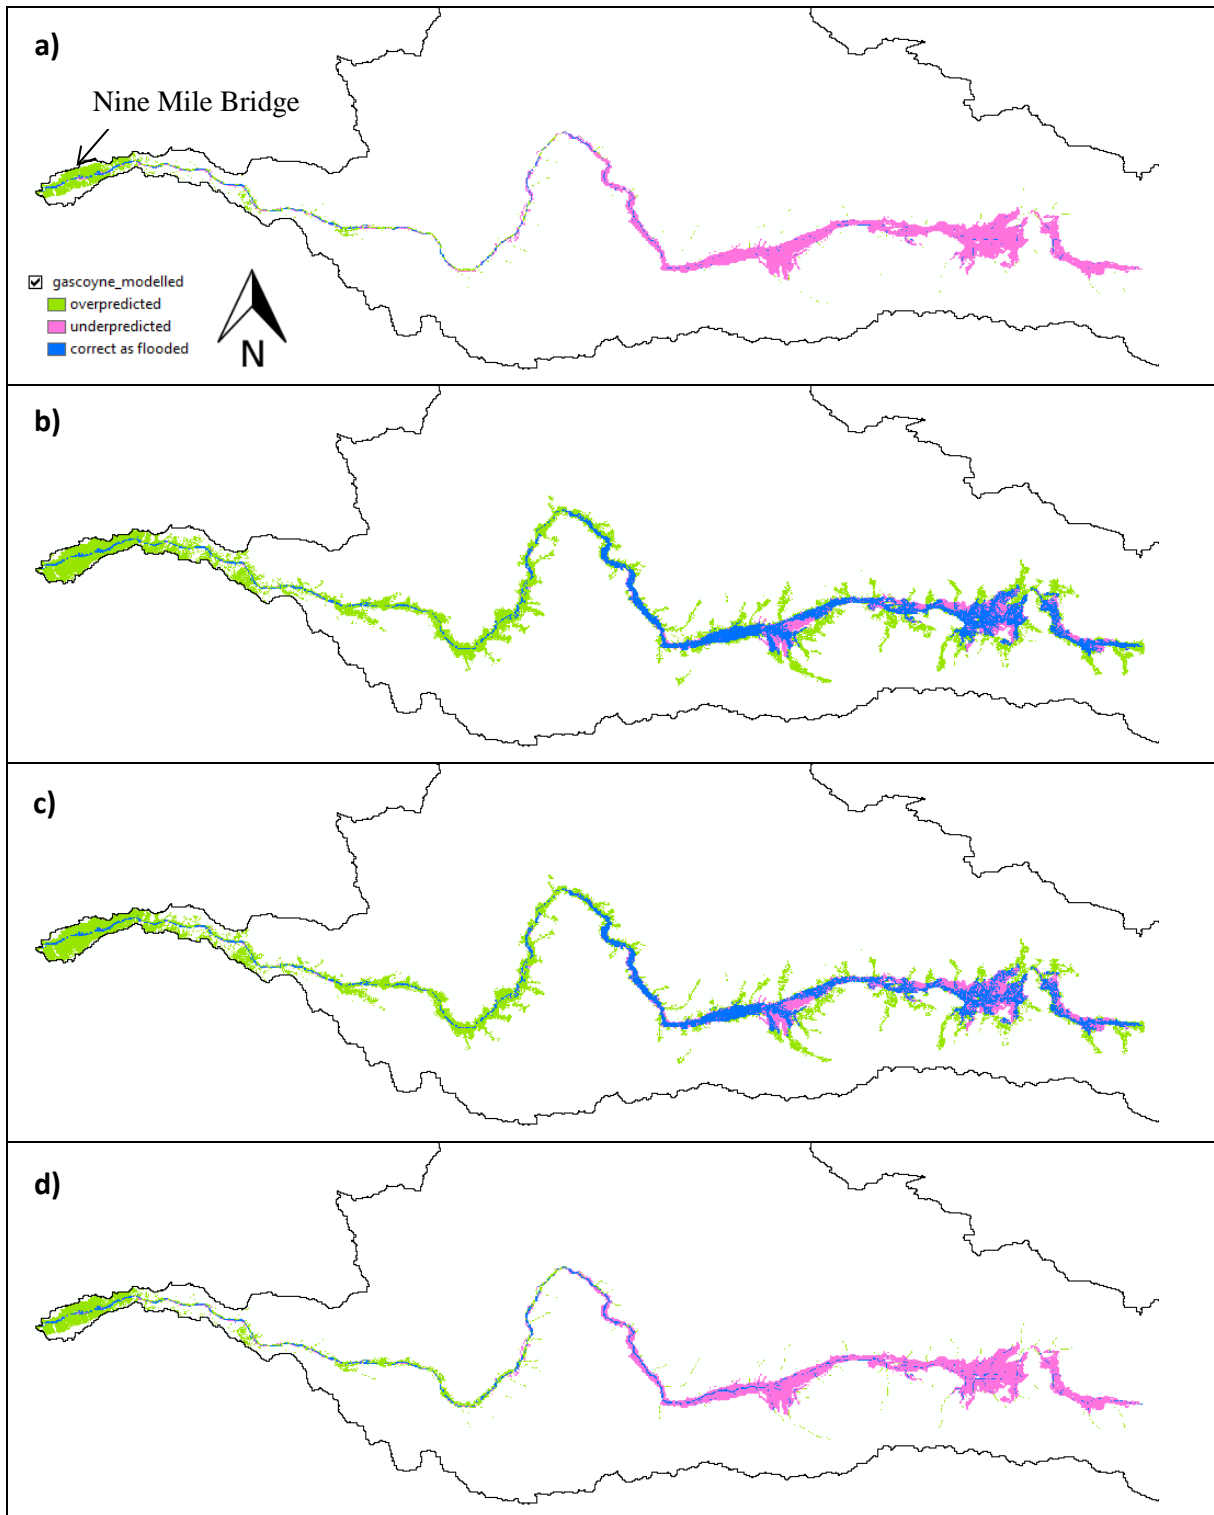 a)
Nine Mile Bridge
gascoyne_modelled
overpredicted
underpredicted
correct as flooded
N
b)
c)
d)